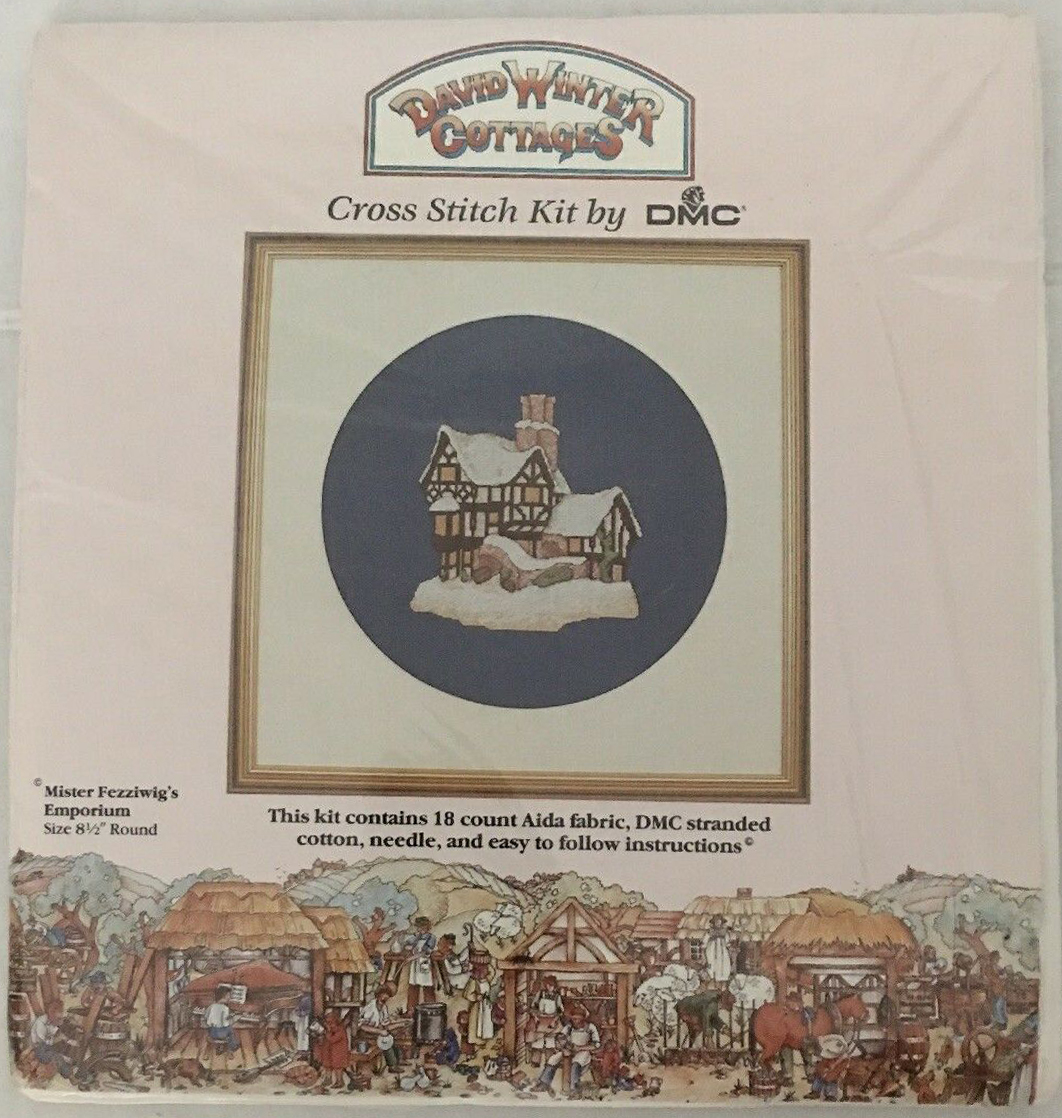 DAVID WINTER
COTTAGES
Cross Stitch Kit by DMC®
© Mister Fezziwig's
Emporium
Size 8½" Round
This kit contains 18 count Aida fabric, DMC stranded
cotton, needle, and easy to follow instructions©